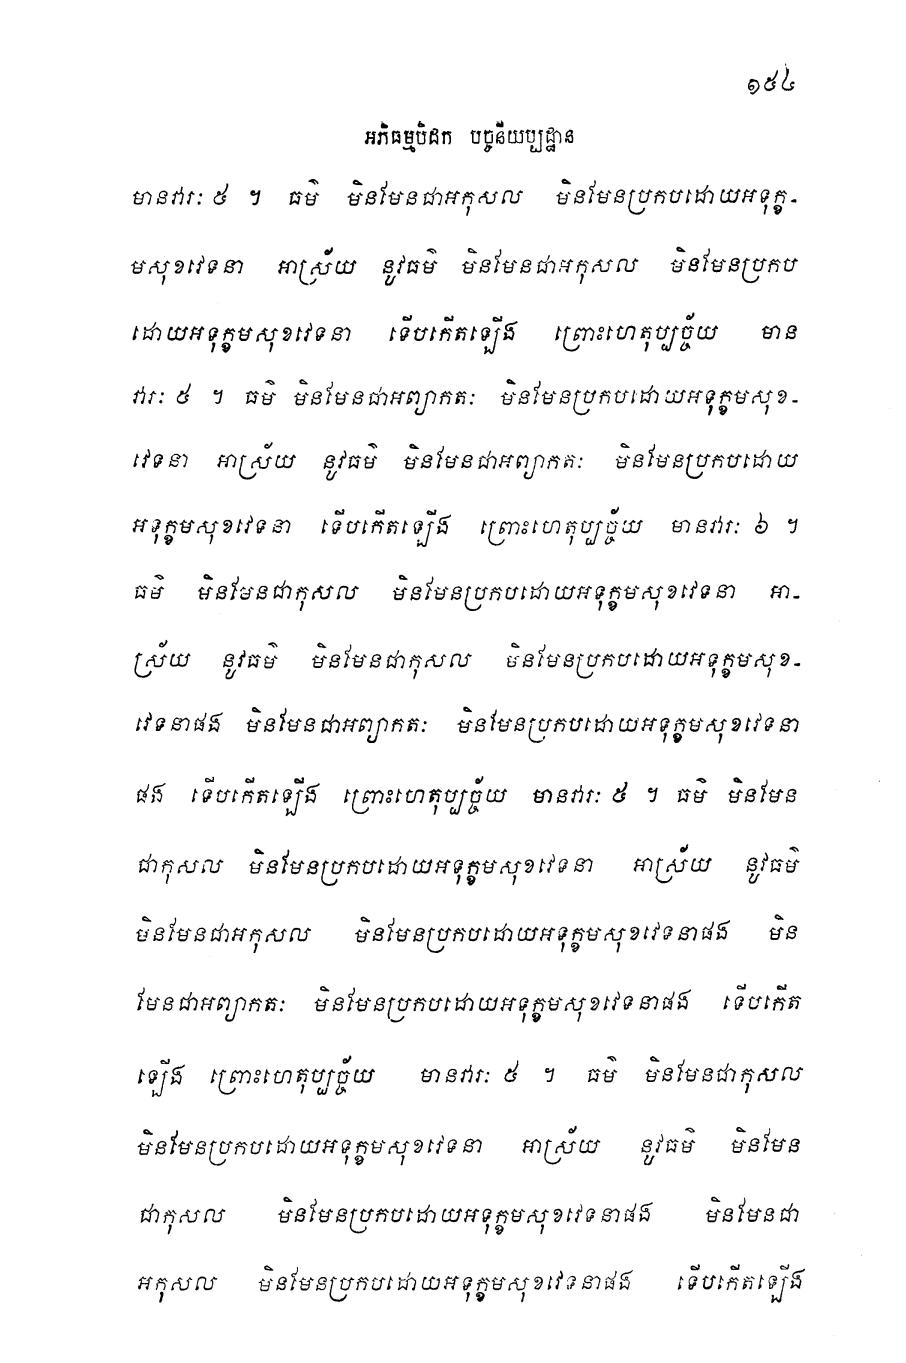 ១៥៤
អភិធម្មបិដក បច្ចនីយប្បដ្ឋាន
មានវារៈ ៥ ។ ធម៌ មិនមែនជាអកុសល មិនមែនប្រកបដោយអទុក្ខ-
មសុខវេទនា អាស្រ័យ នូវធម៌ មិនមែនជាអកុសល មិនមែនប្រកប
ដោយអទុក្ខមសុខវេទនា ទើបកើតឡើង ព្រោះហេតុប្បច្ច័យ មាន
វារៈ ៥ ។ ធម៌ មិនមែនជាអព្យាកតៈ មិនមែនប្រកបដោយអទុក្ខមសុខ-
វេទនា អាស្រ័យ នូវធម៌ មិនមែនជាអព្យាកតៈ មិនមែនប្រកបដោយ
អទុក្ខមសុខវេទនា ទើបកើតឡើង ព្រោះហេតុប្បច្ច័យ មានវារៈ ៦ ។
ធម៌ មិនមែនជាកុសល មិនមែនប្រកបដោយអទុក្ខមសុខវេទនា អា-
ស្រ័យ នូវធម៌ មិនមែនជាកុសល មិនមែនប្រកបដោយអទុក្ខមសុខ-
វេទនាផង មិនមែនជាអព្យាកតៈ មិនមែនប្រកបដោយអទុក្ខមសុខវេទនា
ផង ទើបកើតឡើង ព្រោះហេតុប្បច្ច័យ មានវារៈ ៥ ។ ធម៌ មិនមែន
ជាកុសល មិនមែនប្រកបដោយអទុក្ខមសុខវេទនា អាស្រ័យ នូវធម៌
មិនមែនជាអកុសល មិនមែនប្រកបដោយអទុក្ខមសុខវេទនាផង មិន
មែនជាអព្យាកតៈ មិនមែនប្រកបដោយអទុក្ខមសុខវេទនាផង ទើបកើត
ឡើង ព្រោះហេតុប្បច្ច័យ មានវារៈ ៥ ។ ធម៌ មិនមែនជាកុសល
មិនមែនប្រកបដោយអទុក្ខមសុខវេទនា អាស្រ័យ នូវធម៌ មិនមែន
ជាកុសល មិនមែនប្រកបដោយអទុក្ខមសុខវេទនាផង មិនមែនជា
អកុសល មិនមែនប្រកបដោយអទុក្ខមសុខវេទនាផង ទើបកើតឡើង